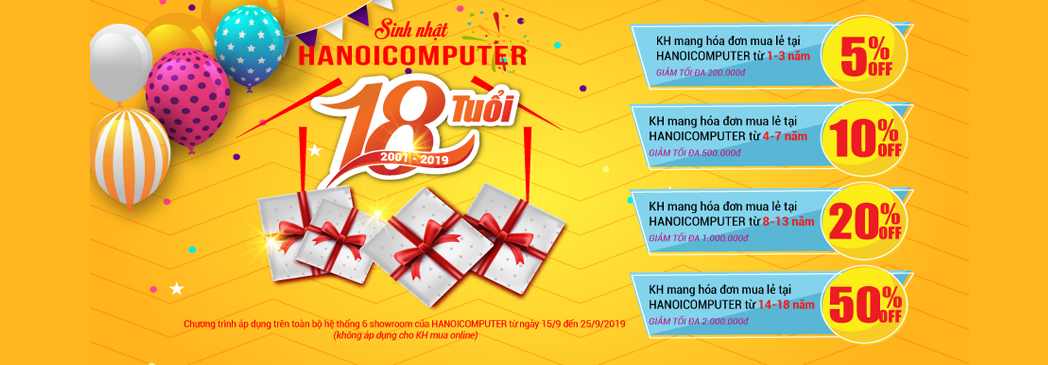 Sinh nhật
HANOICOMPUTER
18 Tuổi
2001 - 2019
Chương trình áp dụng trên toàn bộ hệ thống 6 showroom của HANOICOMPUTER từ ngày 15/9 đến 25/9/2019
(không áp dụng cho KH mua online)
KH mang hóa đơn mua lẻ tại
HANOICOMPUTER từ 1-3 năm
GIẢM TỐI ĐA 200.000đ
5% OFF
KH mang hóa đơn mua lẻ tại
HANOICOMPUTER từ 4-7 năm
GIẢM TỐI ĐA 500.000đ
10% OFF
KH mang hóa đơn mua lẻ tại
HANOICOMPUTER từ 8-13 năm
GIẢM TỐI ĐA 1.000.000đ
20% OFF
KH mang hóa đơn mua lẻ tại
HANOICOMPUTER từ 14-18 năm
GIẢM TỐI ĐA 2.000.000đ
50% OFF